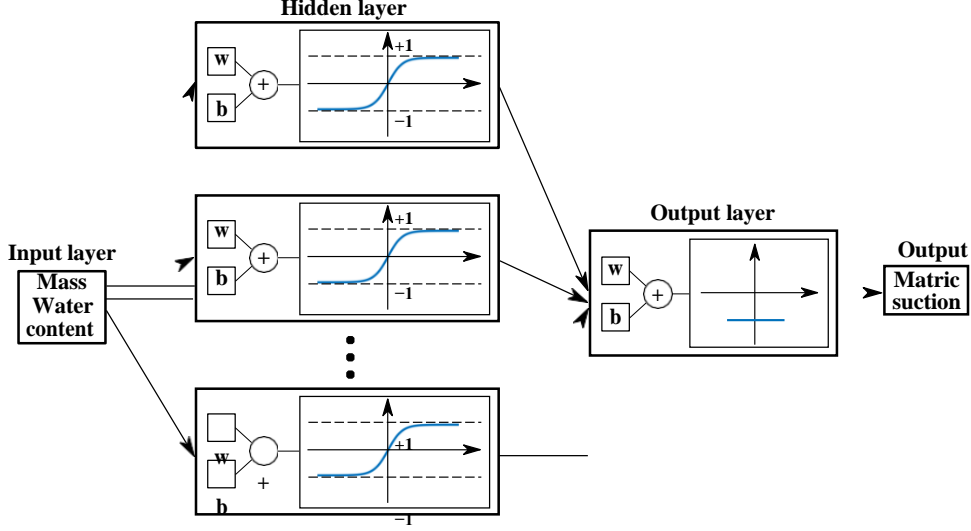 Hidden layer
w
b
+
+1
−1
Input layer
Mass
Water
content
w
b
+
+1
−1
w
b
+
+1
−1
Output layer
w
b
+
Output
Matric
suction